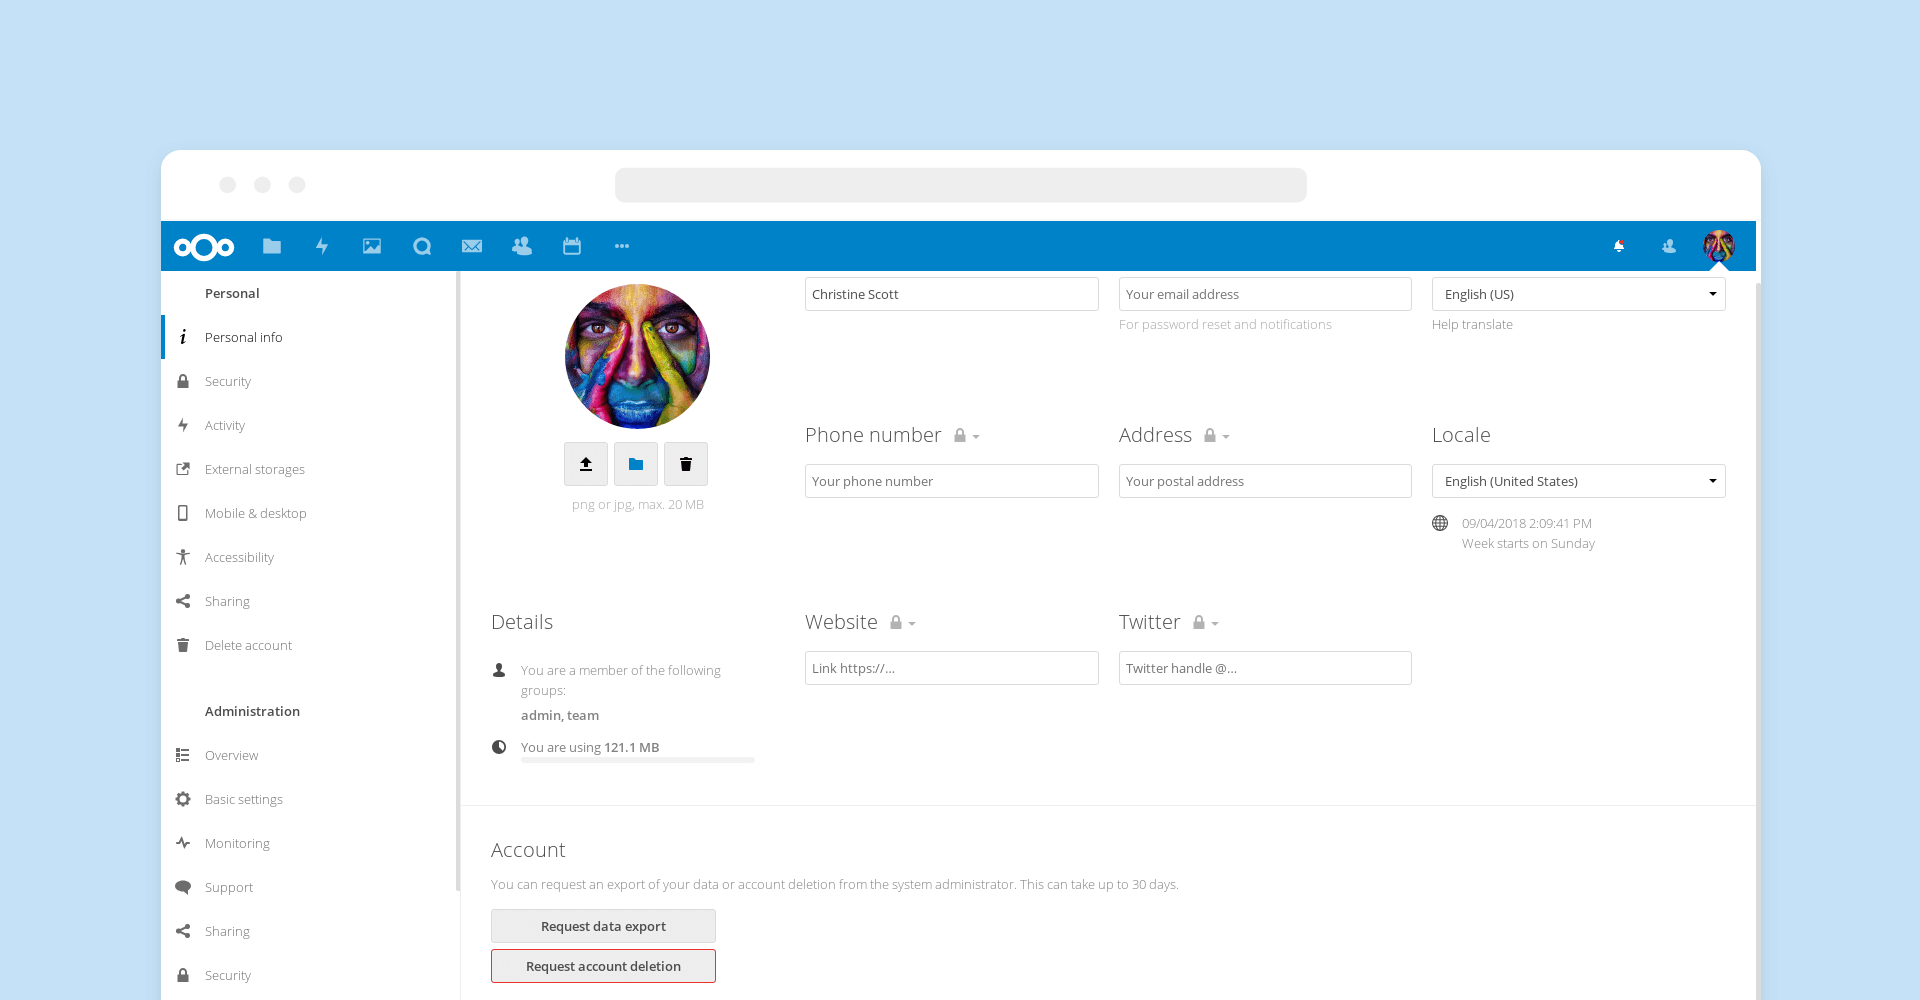 Personal
Personal info
Security
Activity
External storages
Mobile & desktop
Accessibility
Sharing
Delete account
Administration
Overview
Basic settings
Monitoring
Support
Sharing
Security
png or jpg, max. 20 MB
Christine Scott
Your email address
For password reset and notifications
English (US)
Help translate
Phone number
Your phone number
Address
Your postal address
Locale
English (United States)
09/04/2018 2:09:41 PM
Week starts on Sunday
Details
You are a member of the following
groups:
admin, team
You are using 121.1 MB
Website
Link https://...
Twitter
Twitter handle @...
Account
You can request an export of your data or account deletion from the system administrator. This can take up to 30 days.
Request data export
Request account deletion